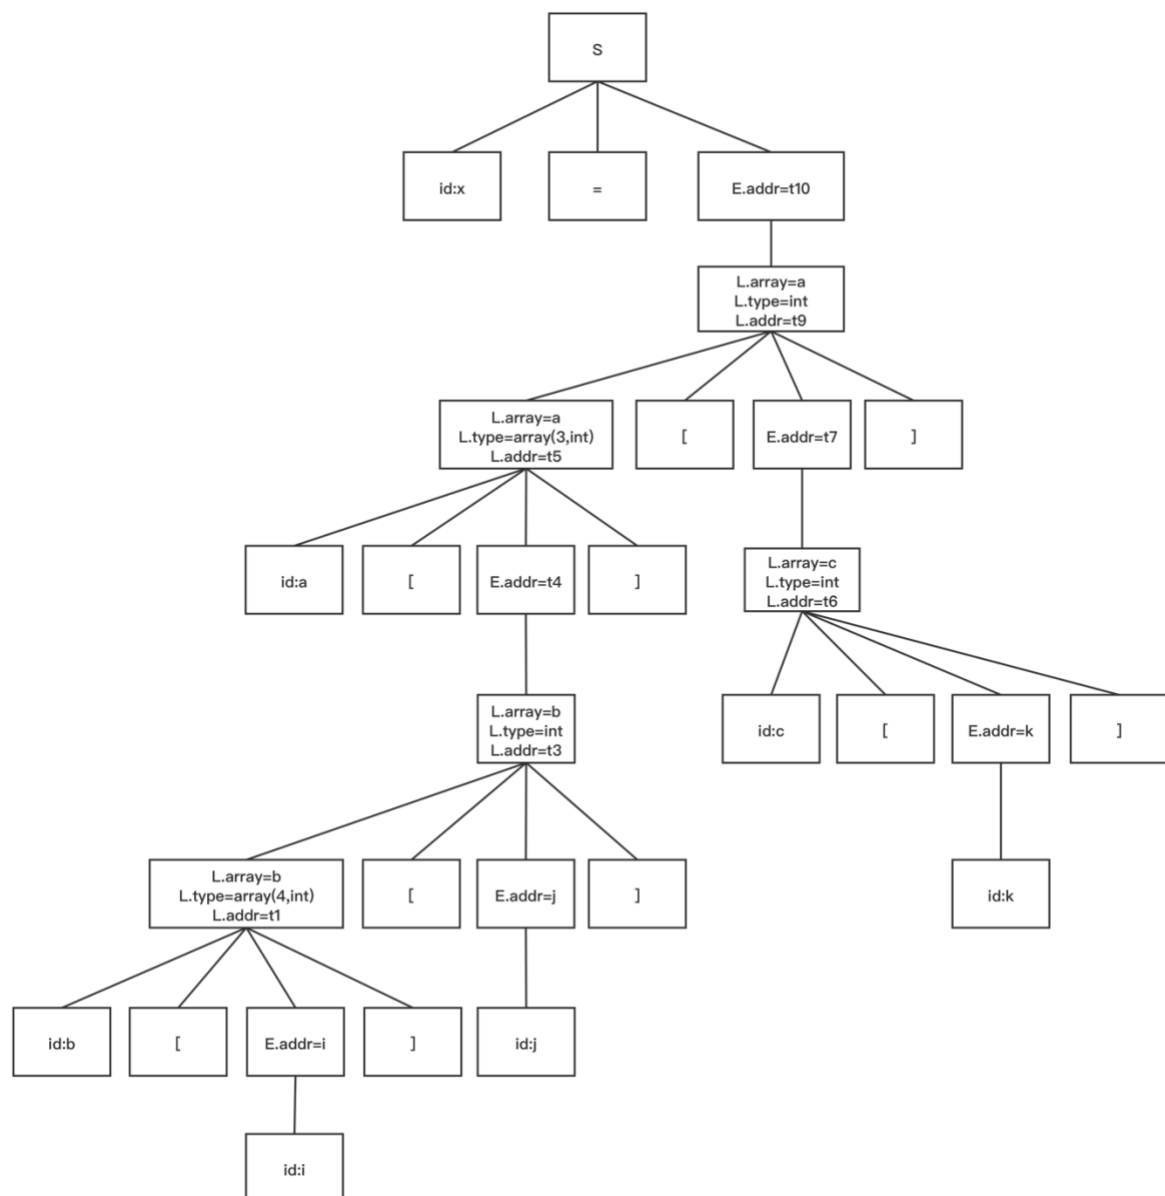 S
id:x
=
E.addr=t10
L.array=a
L.type=int
L.addr=t9
L.array=a
L.type=array(3,int)
L.addr=t5
[
E.addr=t7
]
id:a
[
E.addr=t4
]
L.array=c
L.type=int
L.addr=t6
L.array=b
L.type=int
L.addr=t3
id:c
[
E.addr=k
]
L.array=b
L.type=array(4,int)
L.addr=t1
[
E.addr=j
]
id:k
id:b
[
E.addr=i
]
id:j
id:i